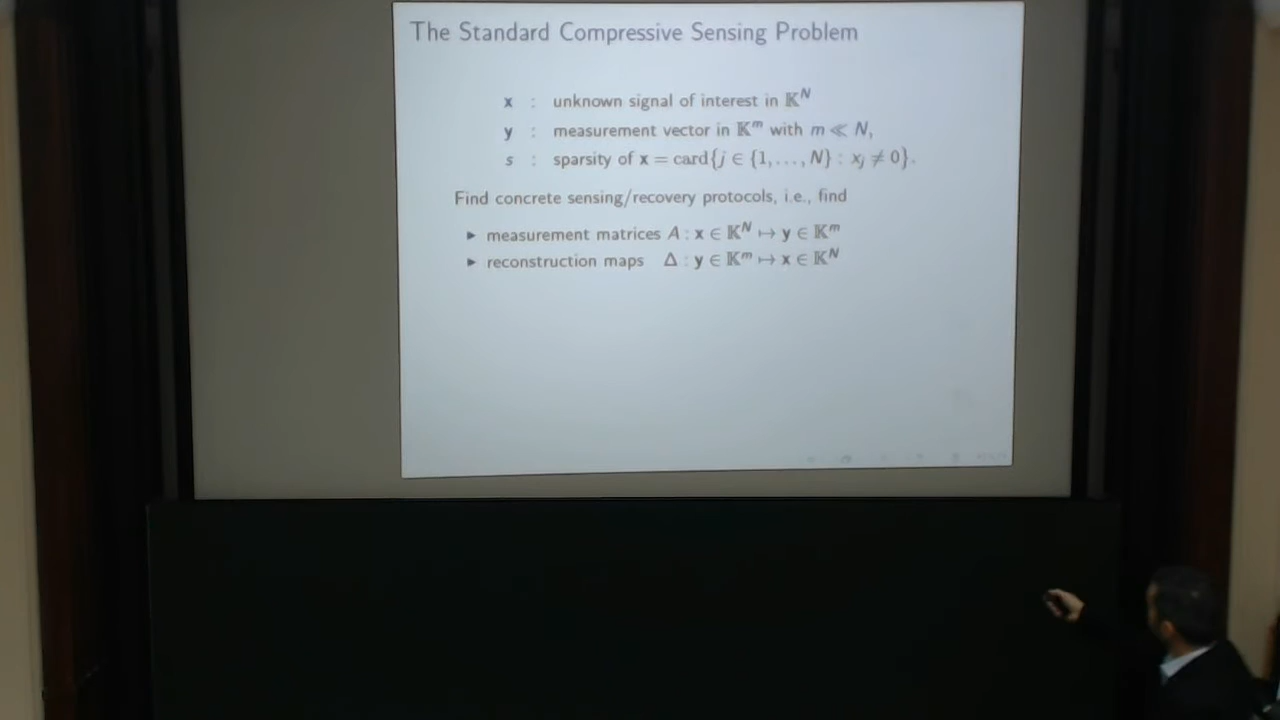 The Standard Compressive Sensing Problem
x : unknown signal of interest in 𝕂^N
y : measurement vector in 𝕂^m with m ≪ N,
s : sparsity of x = card{j ∈ {1, . . . , N} : x_j ≠ 0}.
Find concrete sensing/recovery protocols, i.e., find
▶ measurement matrices A : x ∈ 𝕂^N ↦ y ∈ 𝕂^m
▶ reconstruction maps Δ : y ∈ 𝕂^m ↦ x ∈ 𝕂^N